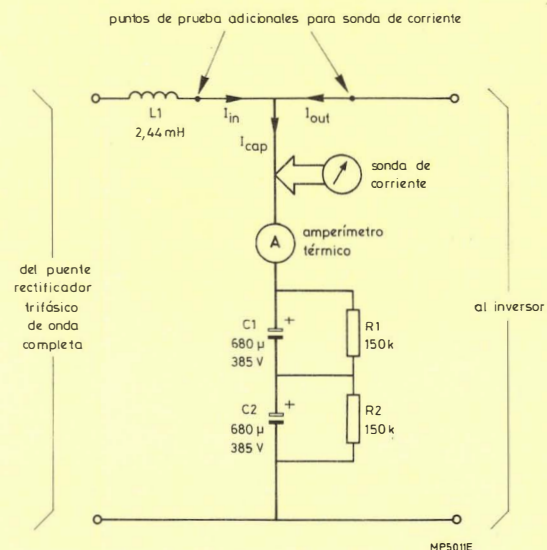 puntos de prueba adicionales para sonda de corriente
L1
2,44 mH
Iin
Iout
Icap
sonda de
corriente
A
amperímetro
térmico
del puente
rectificador
trifásico
de onda
completa
al inversor
C1
+
680 µ
385 V
R1
150k
C2
+
680 µ
385 V
R2
150k
MP5011E